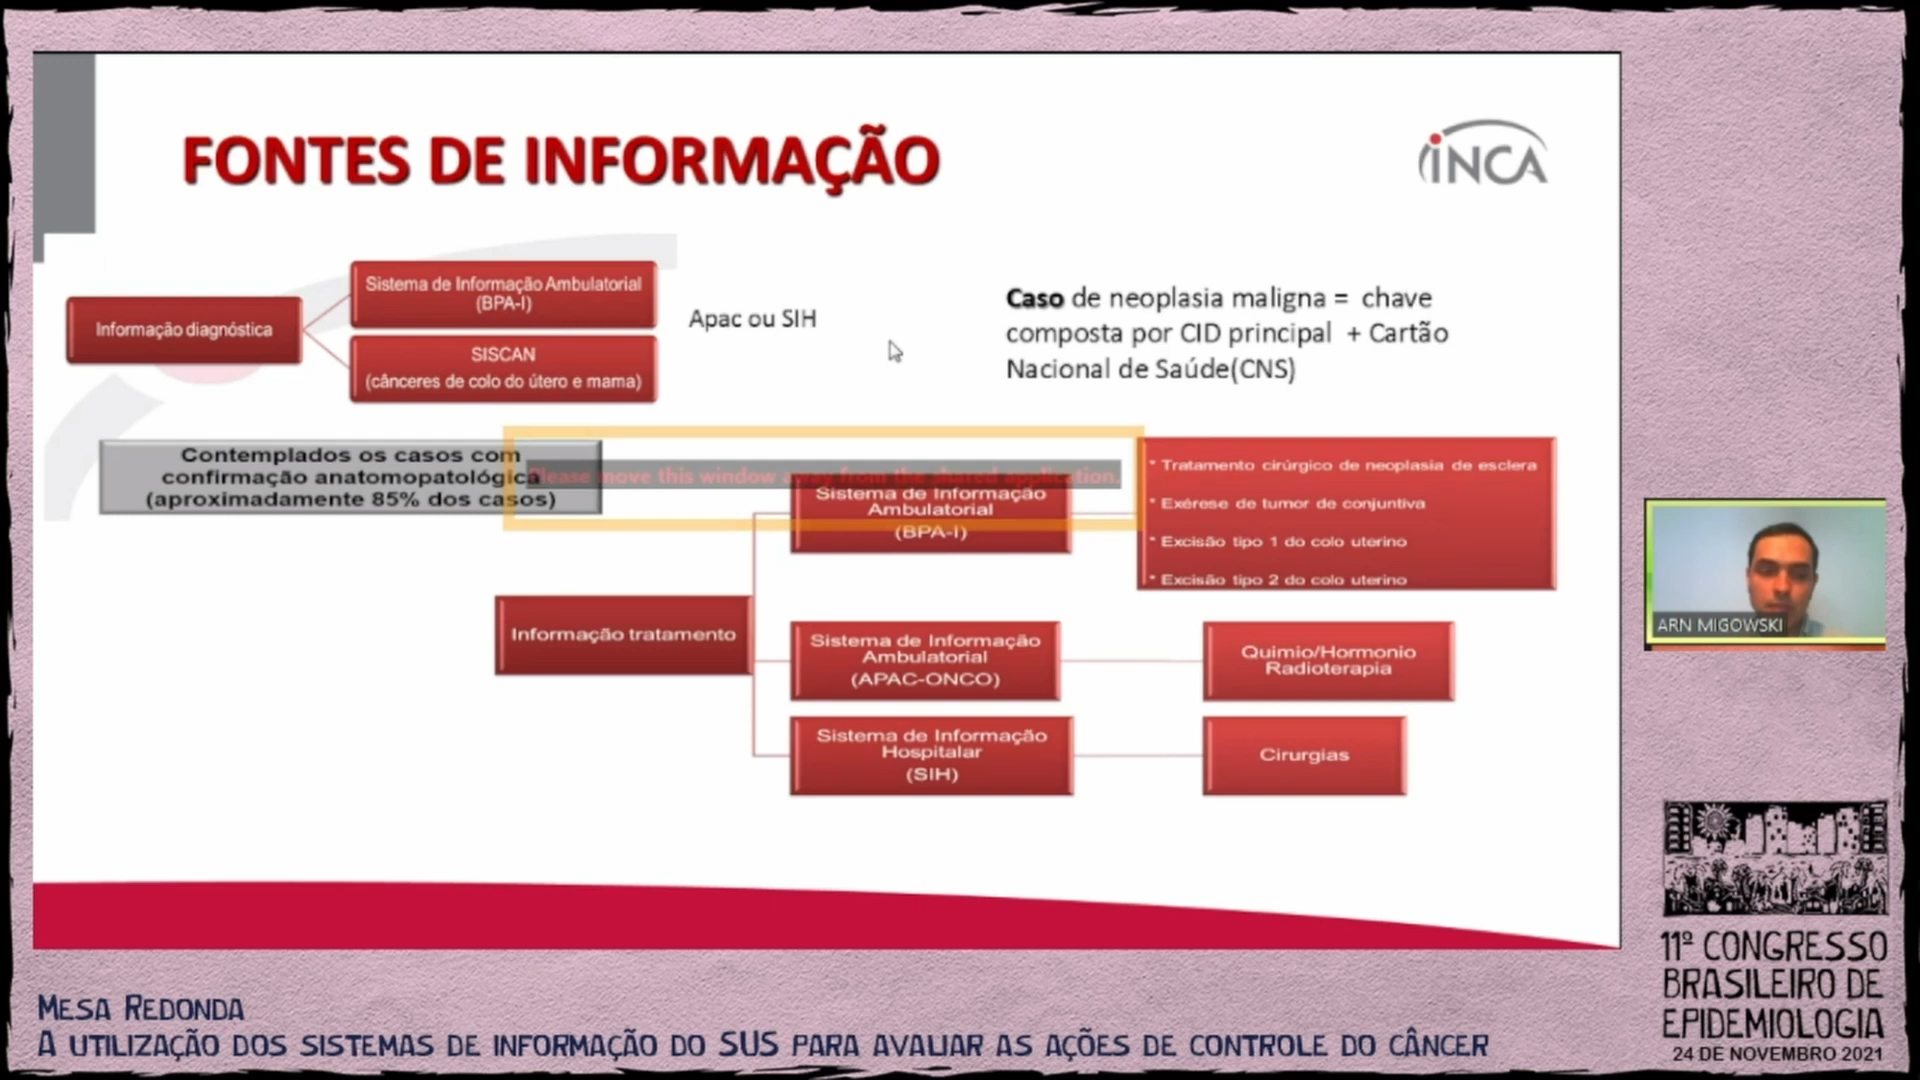 FONTES DE INFORMAÇÃO
INCA
Informação diagnóstica
Sistema de Informação Ambulatorial
(BPA-I)
SISCAN
(cânceres de colo do útero e mama)
Apac ou SIH
Caso de neoplasia maligna = chave
composta por CID principal + Cartão
Nacional de Saúde(CNS)
Contemplados os casos com
confirmação anatomopatológica
(aproximadamente 85% dos casos)
Please move this window away from the shared application.
Sistema de Informação
Ambulatorial
(BPA-I)
* Tratamento cirúrgico de neoplasia de esclera
* Exérese de tumor de conjuntiva
* Excisão tipo 1 do colo uterino
* Excisão tipo 2 do colo uterino
Informação tratamento
Sistema de Informação
Ambulatorial
(APAC-ONCO)
Quimio/Hormonio
Radioterapia
Sistema de Informação
Hospitalar
(SIH)
Cirurgias
ARN MIGOWSKI
11º CONGRESSO
BRASILEIRO DE
EPIDEMIOLOGIA
24 DE NOVEMBRO 2021
MESA REDONDA
A UTILIZAÇÃO DOS SISTEMAS DE INFORMAÇÃO DO SUS PARA AVALIAR AS AÇÕES DE CONTROLE DO CÂNCER